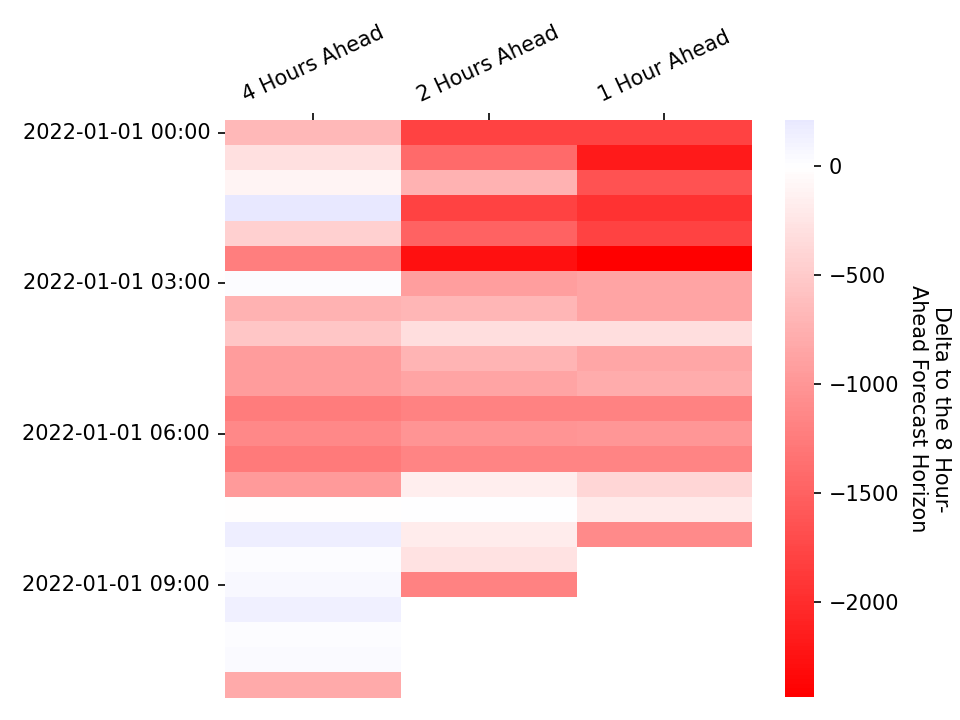 4 Hours Ahead
2 Hours Ahead
1 Hour Ahead
2022-01-01 00:00
2022-01-01 03:00
2022-01-01 06:00
2022-01-01 09:00
0
−500
−1000
−1500
−2000
Delta to the 8 Hour-
Ahead Forecast Horizon